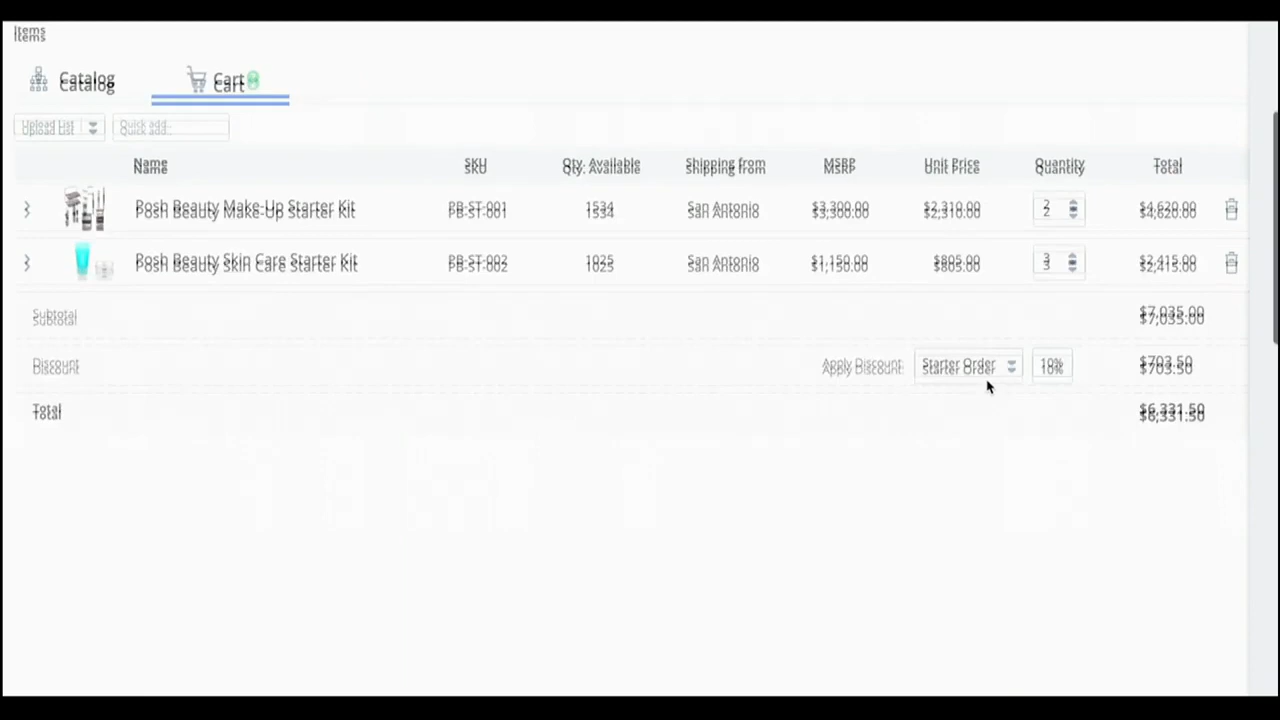 Items
Catalog Cart
Upload List Quick add..
Name SKU Qty. Available Shipping from MSRP Unit Price Quantity Total
Posh Beauty Make-Up Starter Kit PB-ST-001 1534 San Antonio $3,300.00 $2,310.00 2 $4,620.00
Posh Beauty Skin Care Starter Kit PB-ST-002 1025 San Antonio $1,150.00 $805.00 3 $2,415.00
Subtotal $7,035.00
Discount Apply Discount: Starter Order 10% $703.50
Total $6,331.50